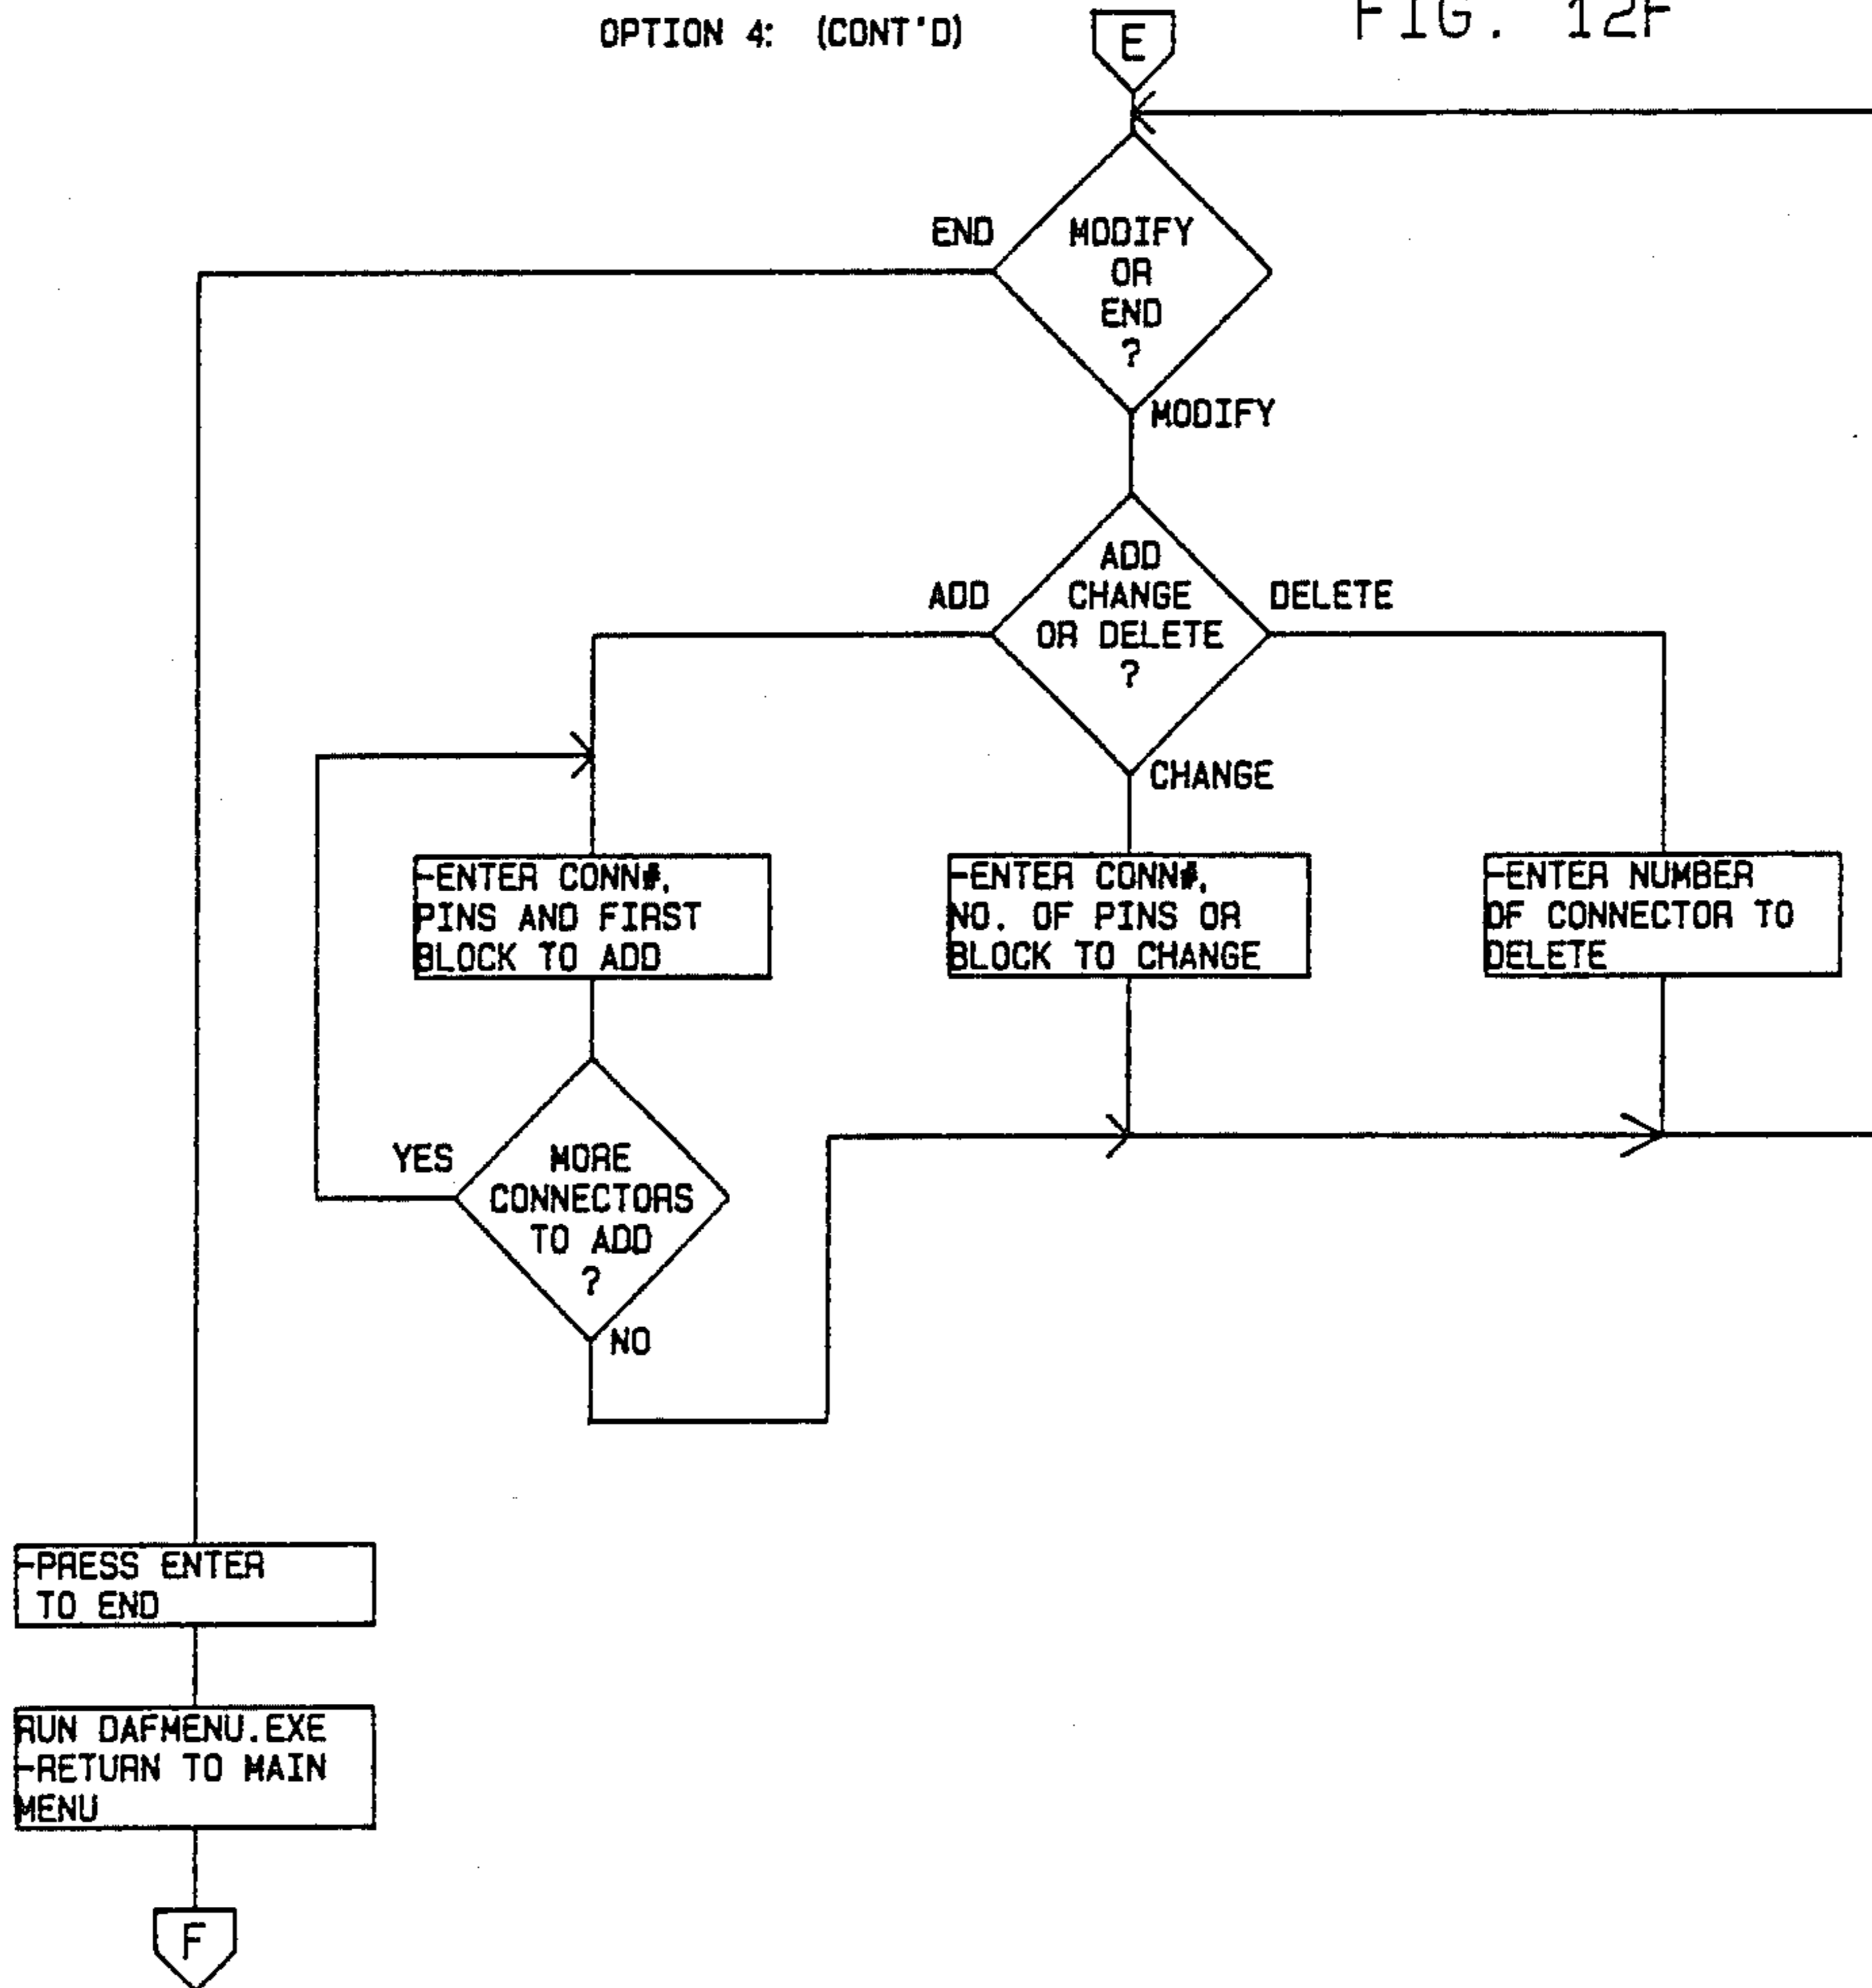 OPTION 4: (CONT'D)
E
FIG. 12F
END
MODIFY
OR
END
?
MODIFY
ADD
ADD
CHANGE
OR DELETE
?
DELETE
CHANGE
-ENTER CONN#,
PINS AND FIRST
BLOCK TO ADD
-ENTER CONN#,
NO. OF PINS OR
BLOCK TO CHANGE
-ENTER NUMBER
OF CONNECTOR TO
DELETE
YES
MORE
CONNECTORS
TO ADD
?
NO
-PRESS ENTER
TO END
RUN DAFMENU.EXE
-RETURN TO MAIN
MENU
F